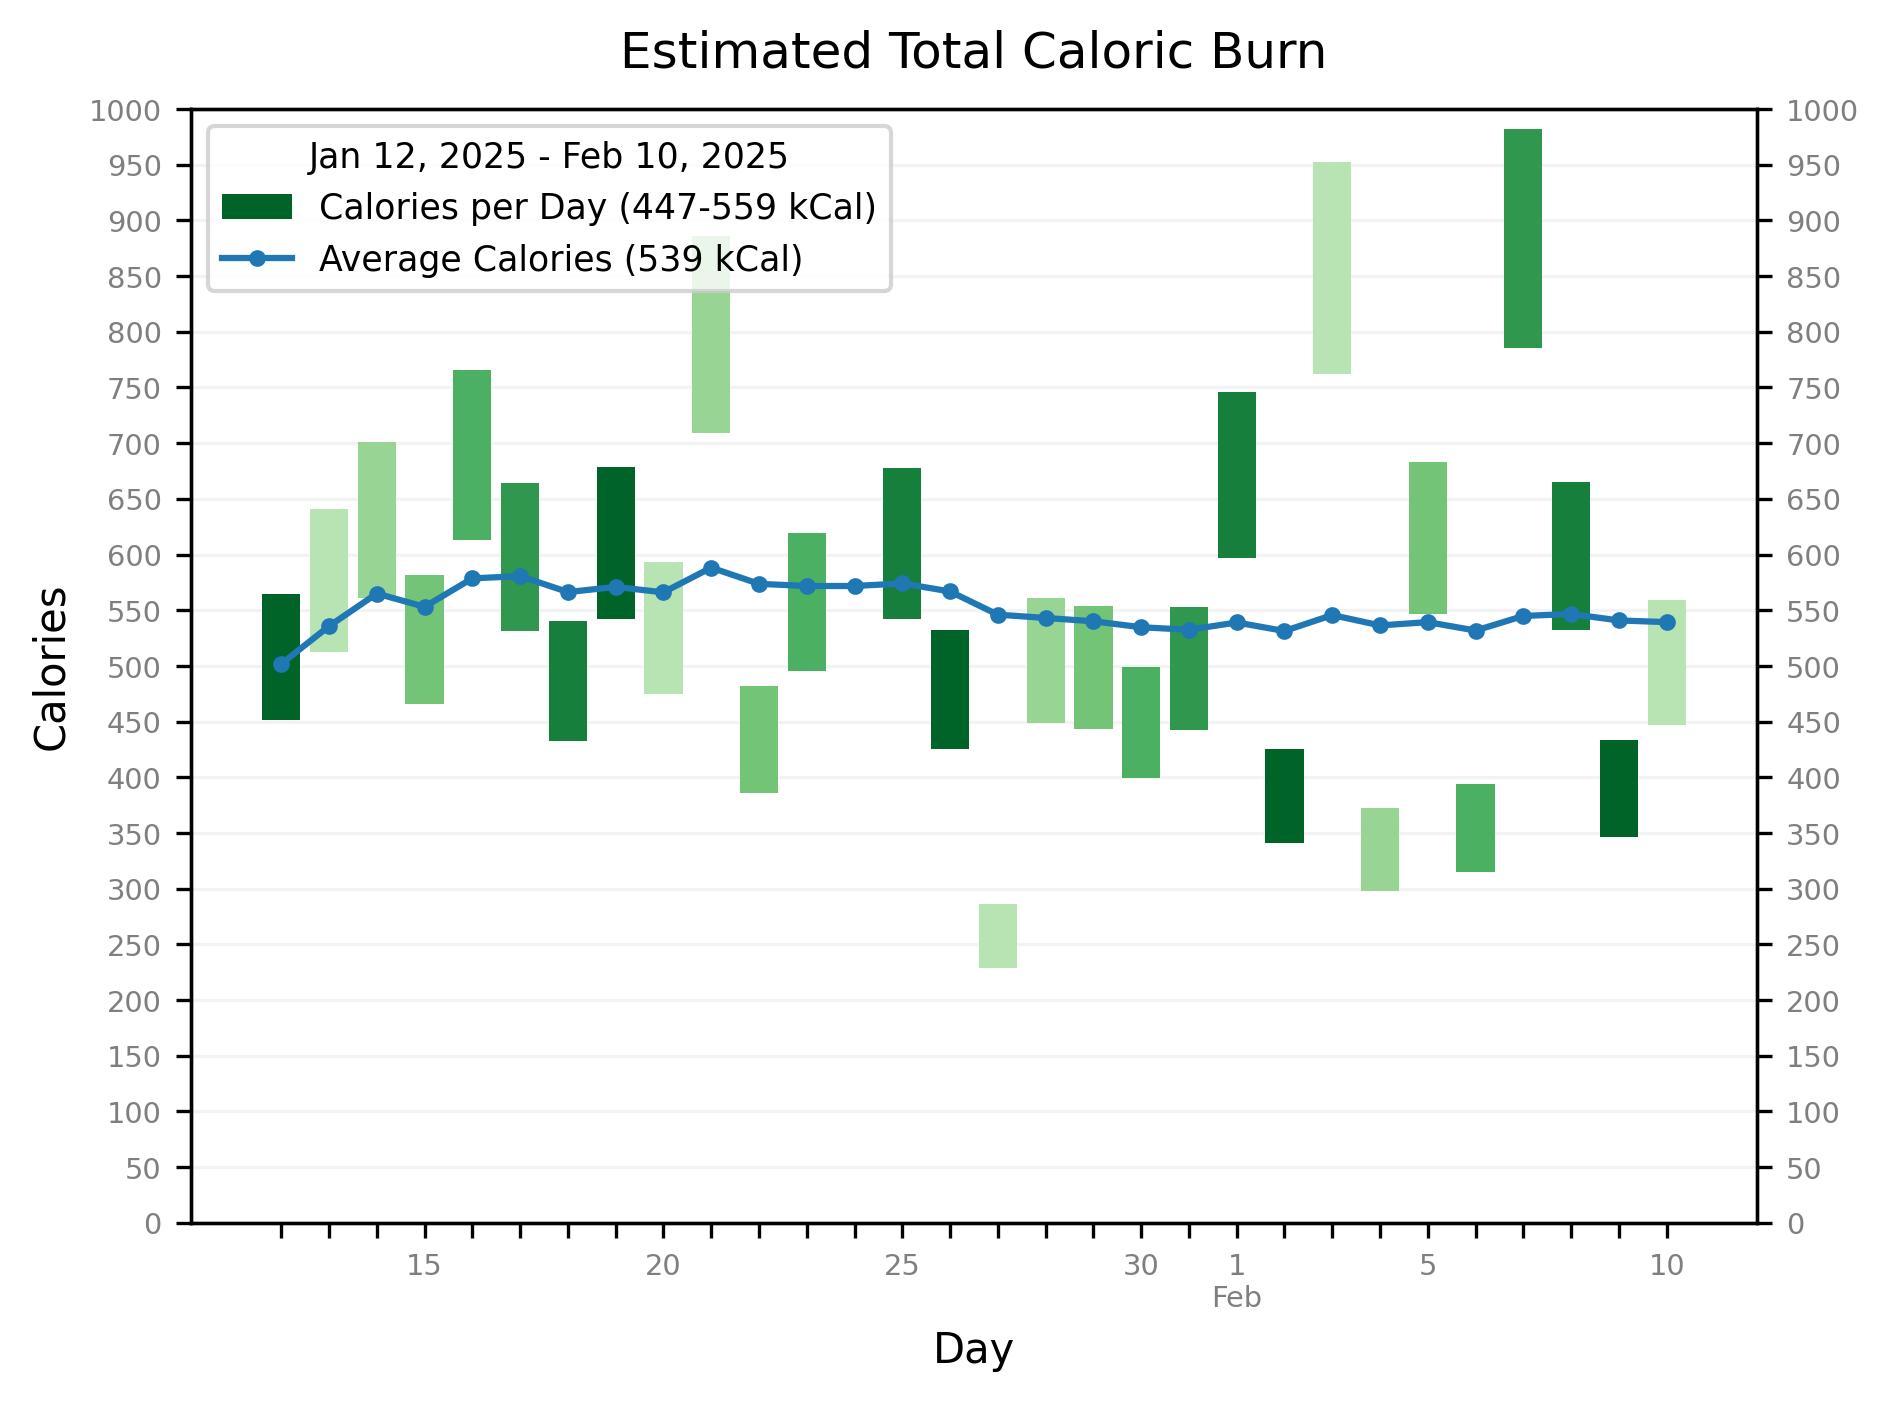 Estimated Total Caloric Burn
Jan 12, 2025 - Feb 10, 2025
Calories per Day (447-559 kCal)
Average Calories (539 kCal)
Calories
1000 1000
950 950
900 900
850 850
800 800
750 750
700 700
650 650
600 600
550 550
500 500
450 450
400 400
350 350
300 300
250 250
200 200
150 150
100 100
50 50
0 0
15 20 25 30 1 5 10
Feb
Day